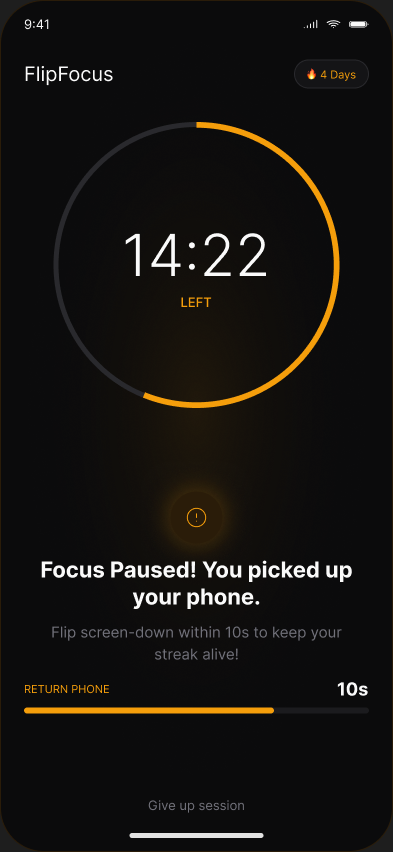 9:41
FlipFocus
🔥 4 Days
14:22
LEFT
Focus Paused! You picked up
your phone.
Flip screen-down within 10s to keep your
streak alive!
RETURN PHONE 10s
Give up session